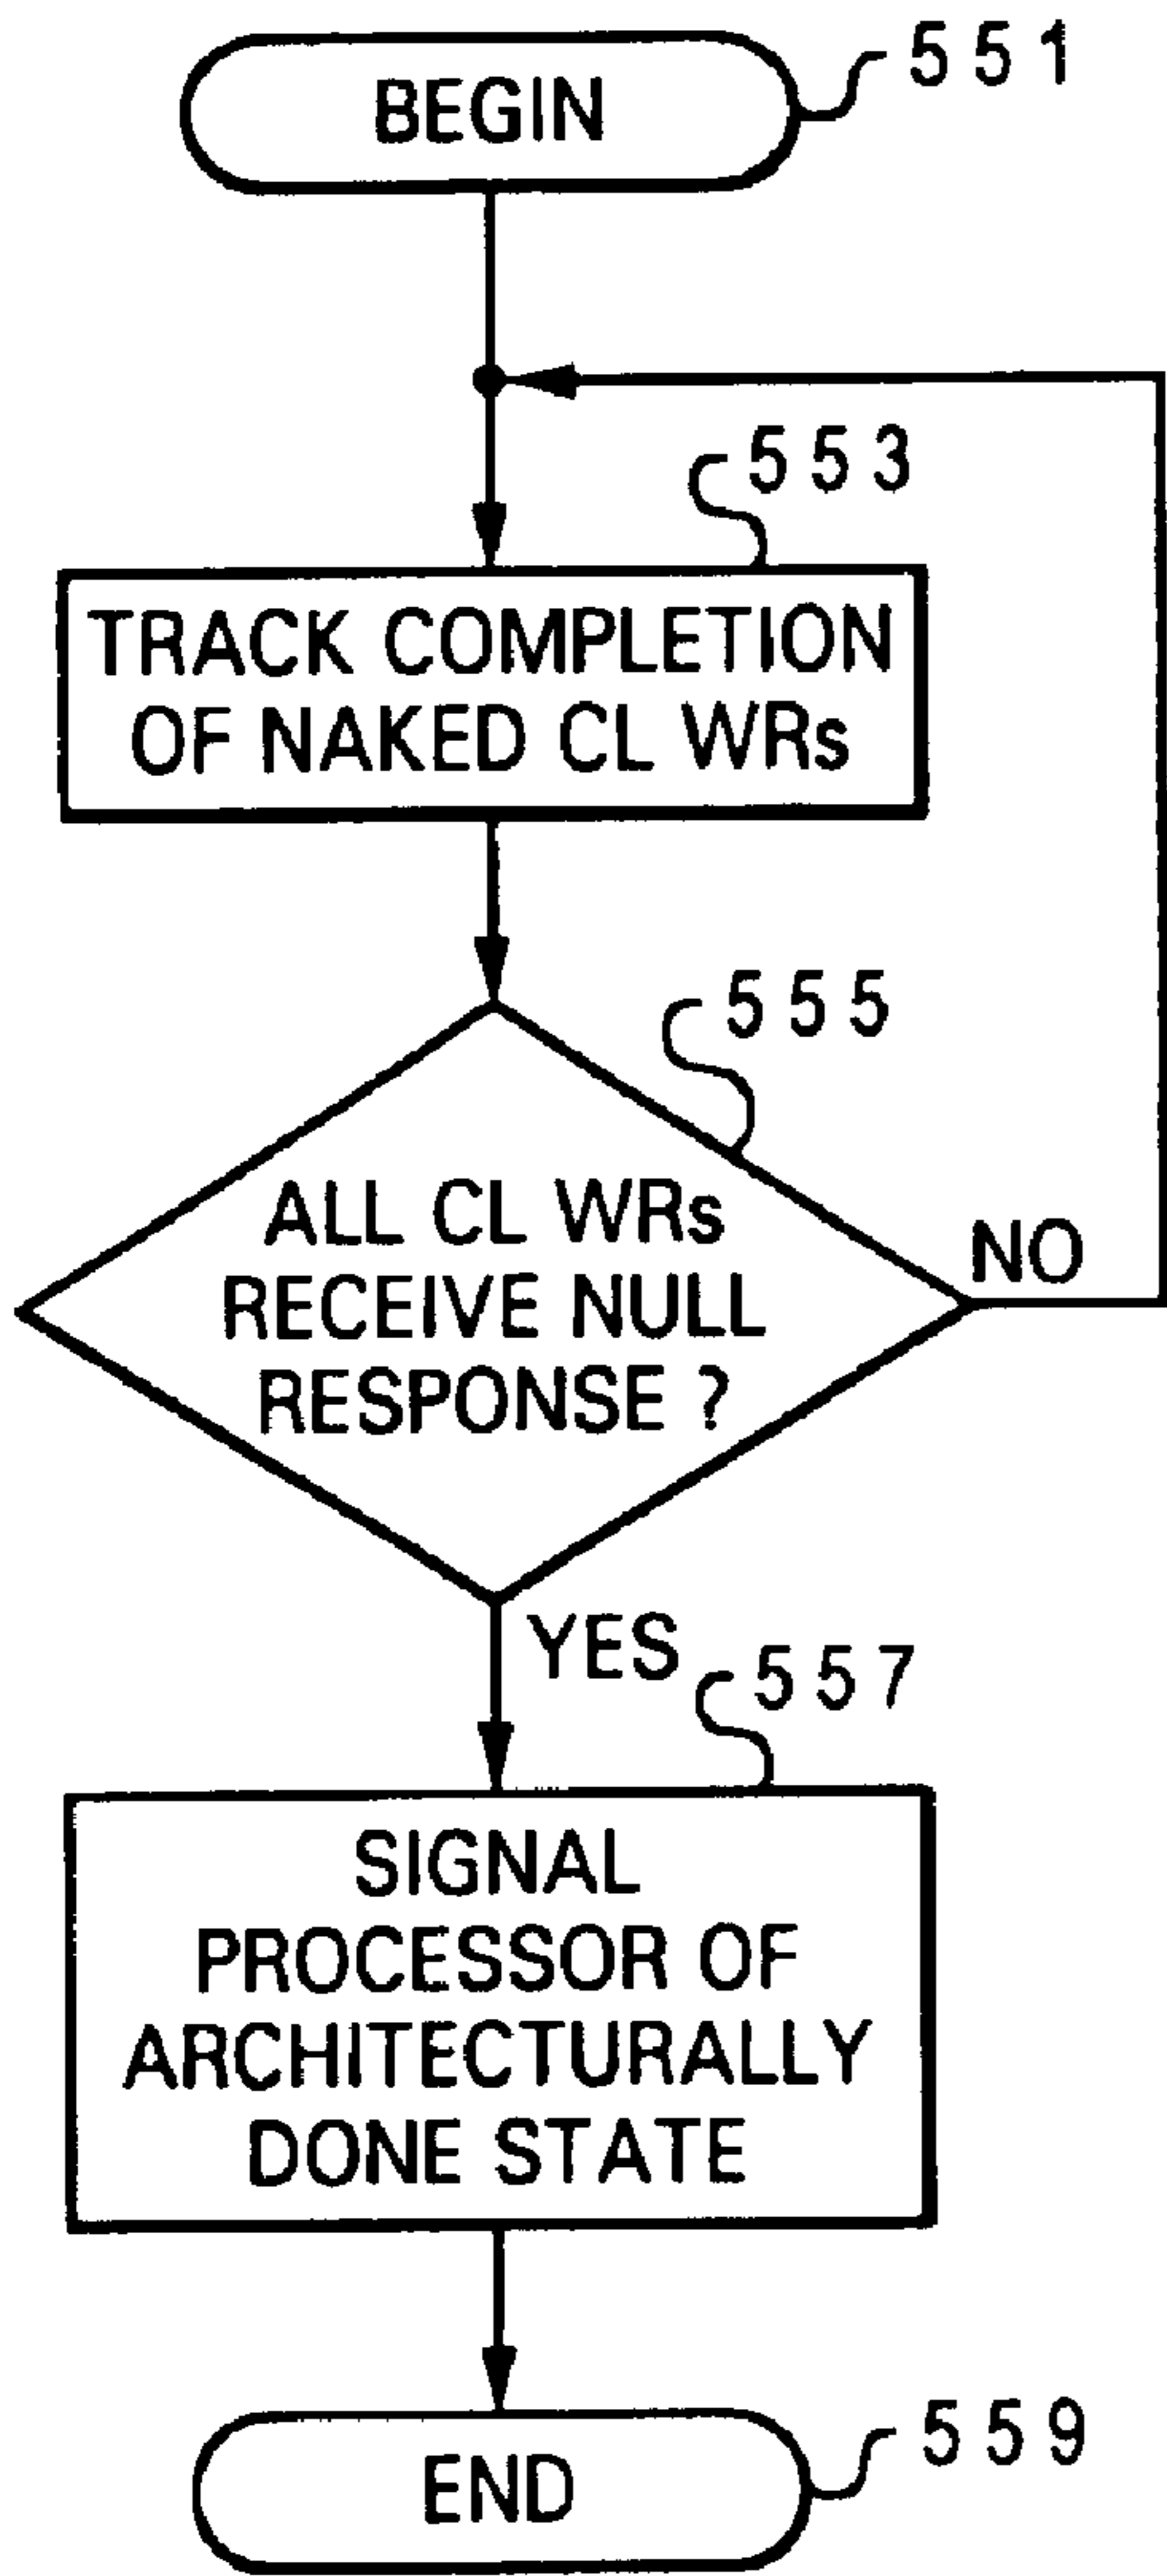 BEGIN
551
553
TRACK COMPLETION
OF NAKED CL WRs
555
ALL CL WRs
RECEIVE NULL
RESPONSE ?
NO
YES
557
SIGNAL
PROCESSOR OF
ARCHITECTURALLY
DONE STATE
END
559